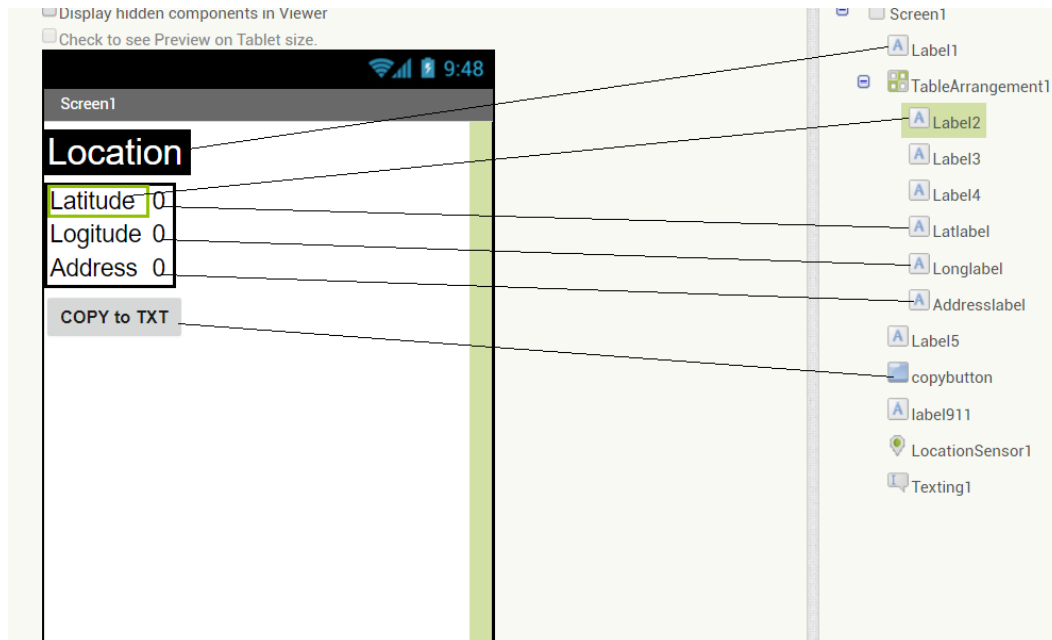 Display hidden components in Viewer
Check to see Preview on Tablet size.
9:48
Screen1
Location
Latitude 0
Logitude 0
Address 0
COPY to TXT
Screen1
Label1
TableArrangement1
Label2
Label3
Label4
Latlabel
Longlabel
Addresslabel
Label5
copybutton
label911
LocationSensor1
Texting1